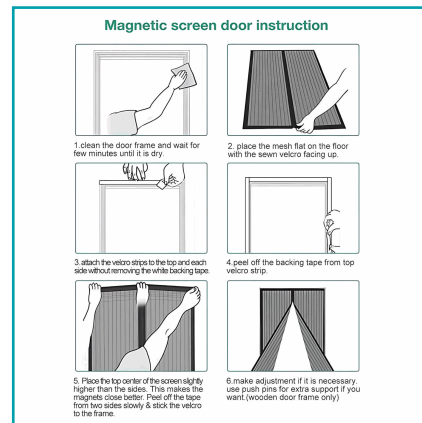 Magnetic screen door instruction
1.clean the door frame and wait for
few minutes until it is dry.
2. place the mesh flat on the floor
with the sewn velcro facing up.
3. attach the velcro strips to the top and each
side without removing the white backing tape.
4.peel off the backing tape from top
velcro strip.
5. Place the top center of the screen slightly
higher than the sides. This makes the
magnets close better. Peel off the tape
from two sides slowly & stick the velcro
to the frame.
6.make adjustment if it is necessary.
use push pins for extra support if you
want.(wooden door frame only)